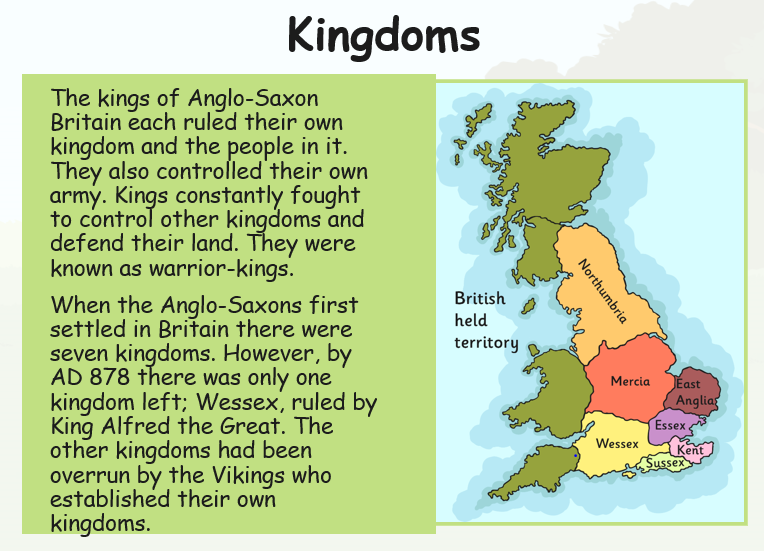 Kingdoms
The kings of Anglo-Saxon
Britain each ruled their own
kingdom and the people in it.
They also controlled their own
army. Kings constantly fought
to control other kingdoms and
defend their land. They were
known as warrior-kings.
When the Anglo-Saxons first
settled in Britain there were
seven kingdoms. However, by
AD 878 there was only one
kingdom left; Wessex, ruled by
King Alfred the Great. The
other kingdoms had been
overrun by the Vikings who
established their own
kingdoms.
British
held
territory
Northumbria
Mercia
East
Anglia
Essex
Wessex
Kent
Sussex